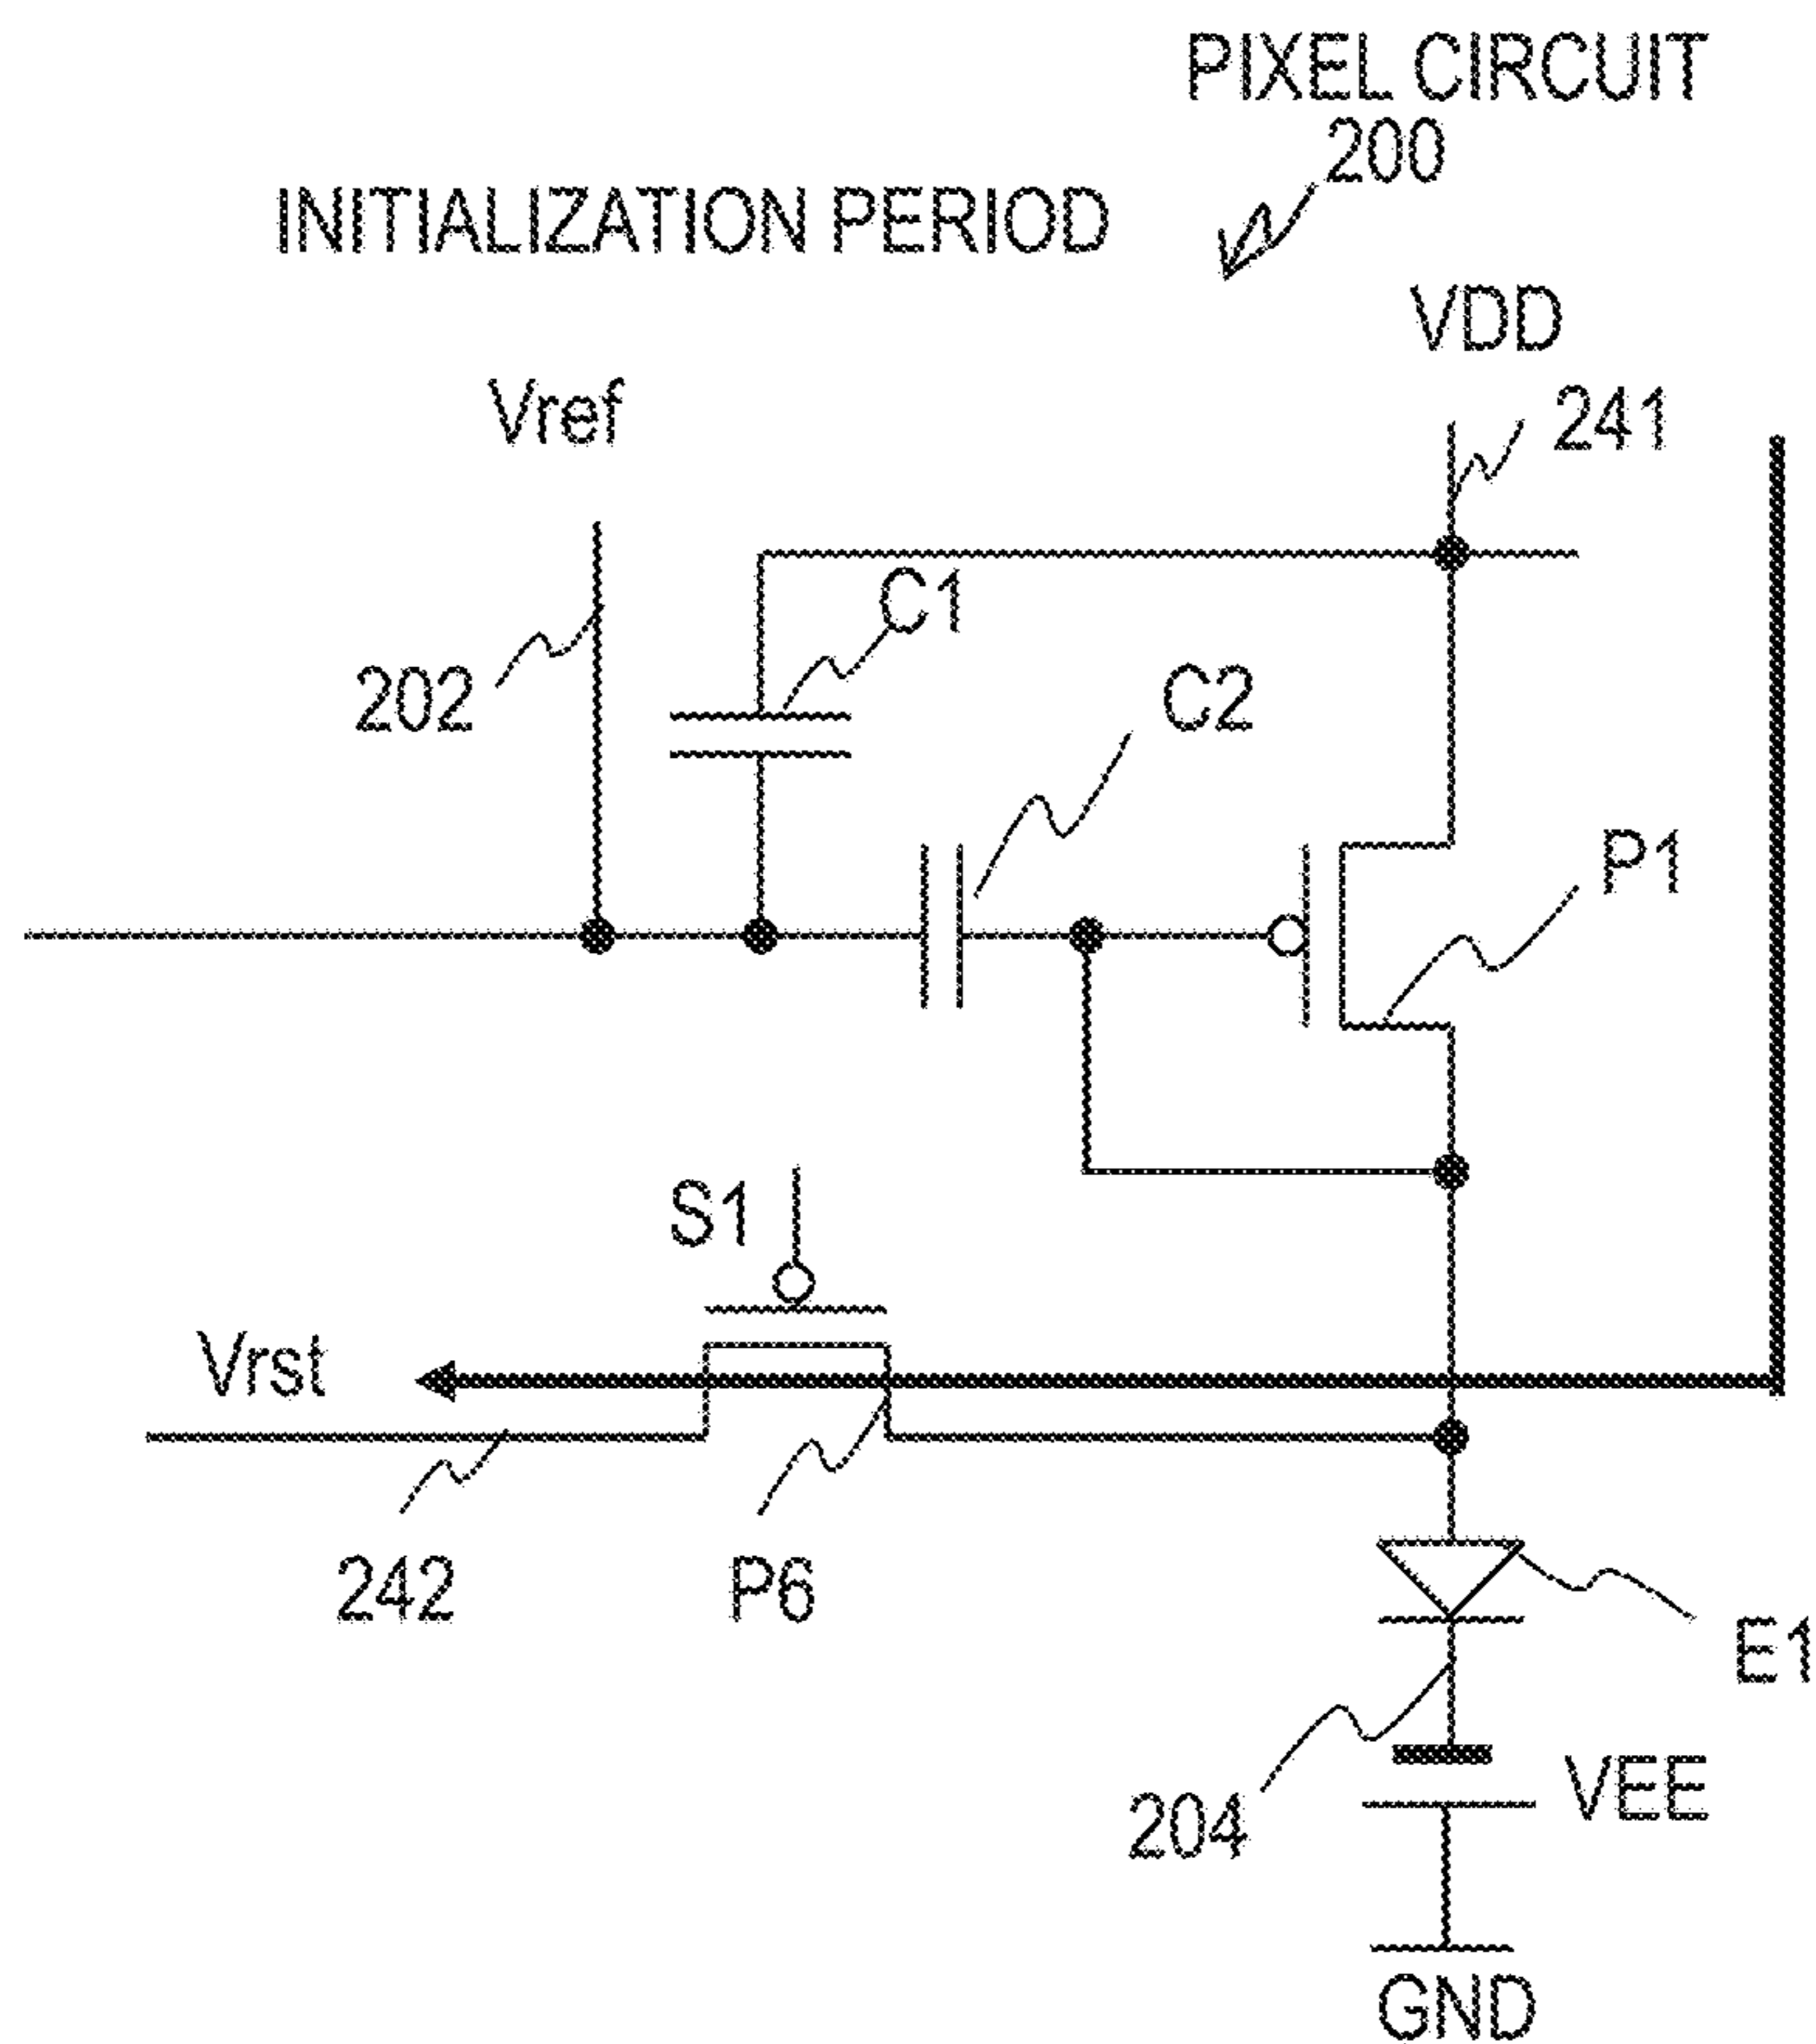 PIXEL CIRCUIT
200
INITIALIZATION PERIOD
VDD
Vref
241
C1
202
C2
P1
S1
Vrst
242
P6
E1
204
VEE
GND